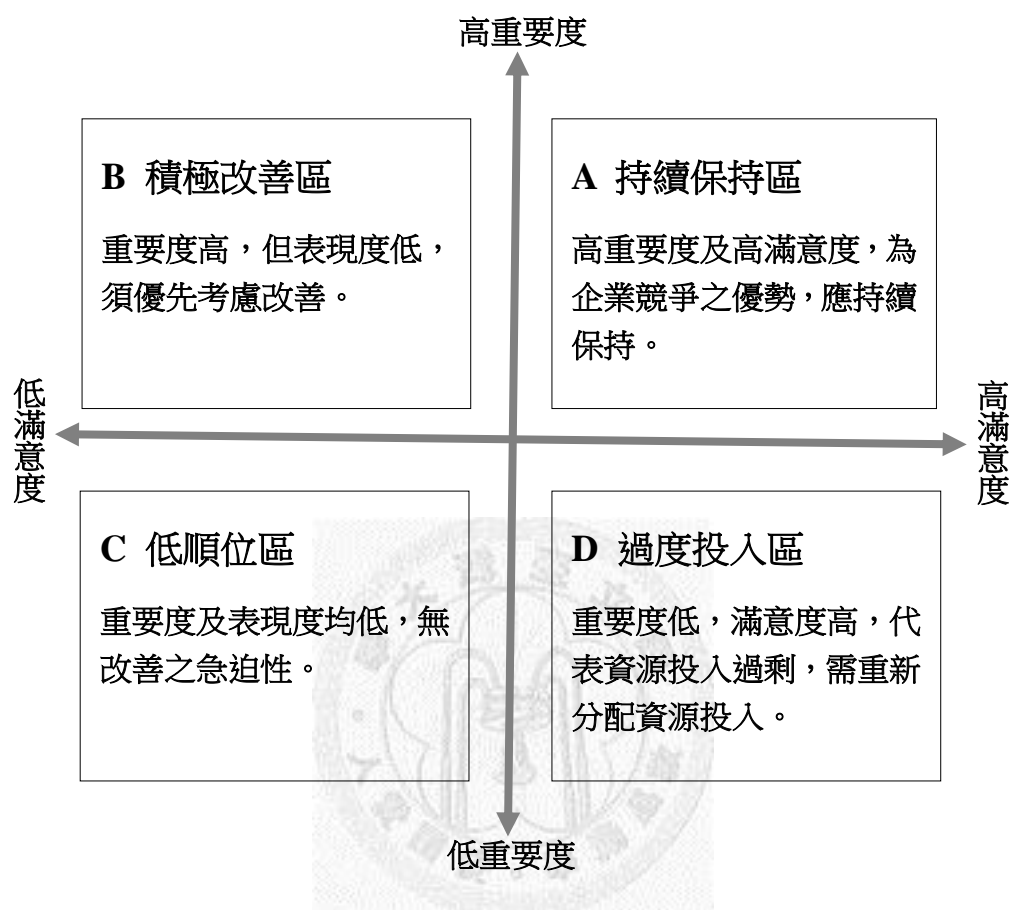 高重要度
B 積極改善區
重要度高，但表現度低，
須優先考慮改善。
A 持續保持區
高重要度及高滿意度，為
企業競爭之優勢，應持續
保持。
低滿意度
高滿意度
C 低順位區
重要度及表現度均低，無
改善之急迫性。
D 過度投入區
重要度低，滿意度高，代
表資源投入過剩，需重新
分配資源投入。
低重要度